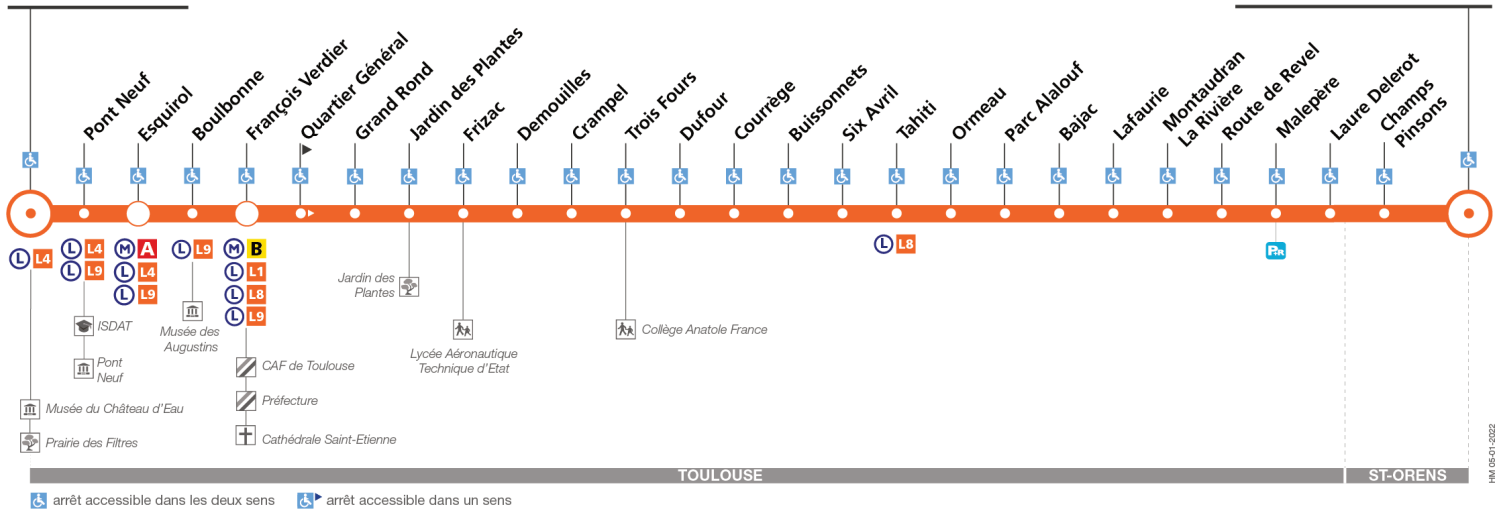 Pont Neuf
Esquirol
Boulbonne
François Verdier
Quartier Général
Grand Rond
Jardin des Plantes
Frizac
Demouilles
Crampel
Trois Fours
Dufour
Courrège
Buissonnets
Six Avril
Tahiti
Ormeau
Parc Alalouf
Bajac
Lafaurie
Montaudran
La Rivière
Route de Revel
Malepère
Laure Delerot
Champs
Pinsons
L L4
L L4
L L9
M A
L L4
L L9
L L9
M B
L L1
L L8
L L9
L L8
P+R
ISDAT
Pont
Neuf
Musée des
Augustins
Jardin des
Plantes
Lycée Aéronautique
Technique d'Etat
Collège Anatole France
CAF de Toulouse
Préfecture
Cathédrale Saint-Etienne
Musée du Château d'Eau
Prairie des Filtres
TOULOUSE
ST-ORENS
arrêt accessible dans les deux sens
arrêt accessible dans un sens
HM 05-01-2022